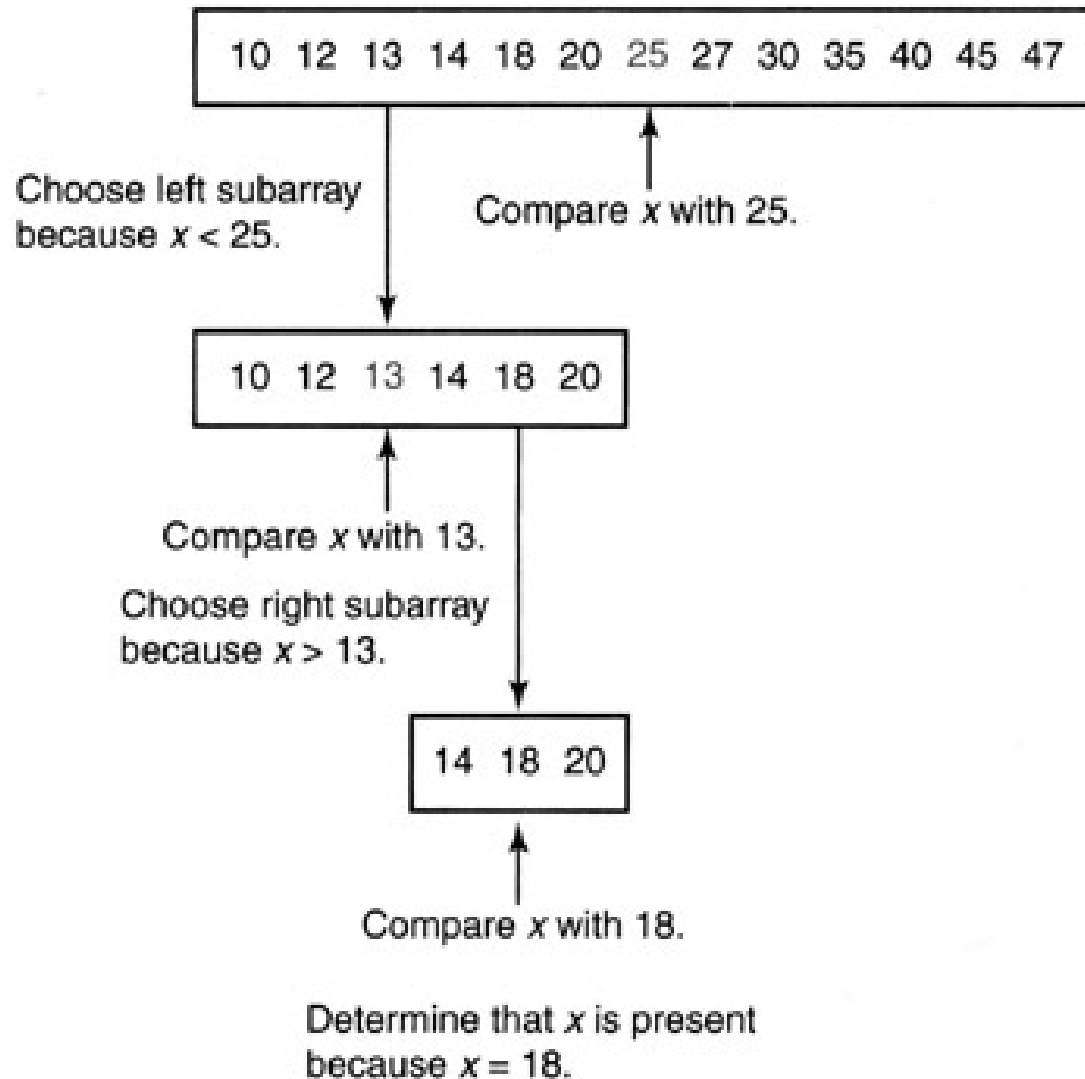 10 12 13 14 18 20 25 27 30 35 40 45 47
Choose left subarray
because x < 25.
Compare x with 25.
10 12 13 14 18 20
Compare x with 13.
Choose right subarray
because x > 13.
14 18 20
Compare x with 18.
Determine that x is present
because x = 18.